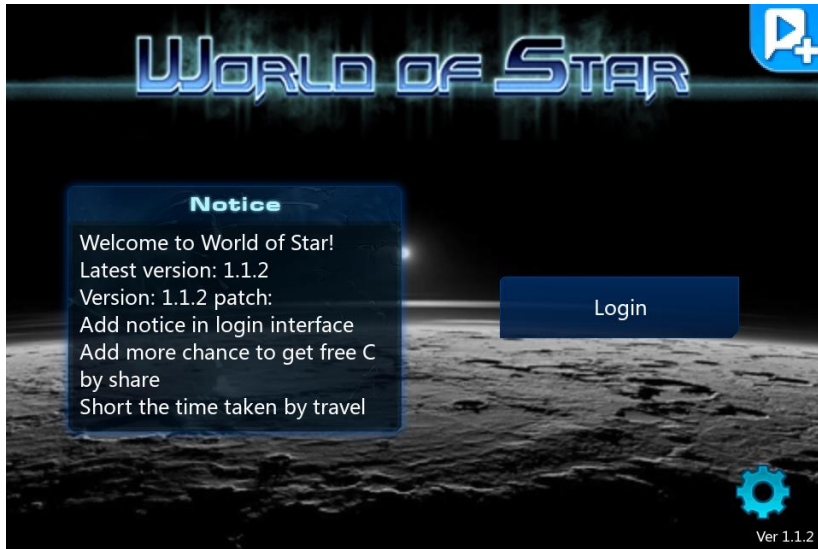 World of Star
Notice
Welcome to World of Star!
Latest version: 1.1.2
Version: 1.1.2 patch:
Add notice in login interface
Add more chance to get free C
by share
Short the time taken by travel
Login
Ver 1.1.2